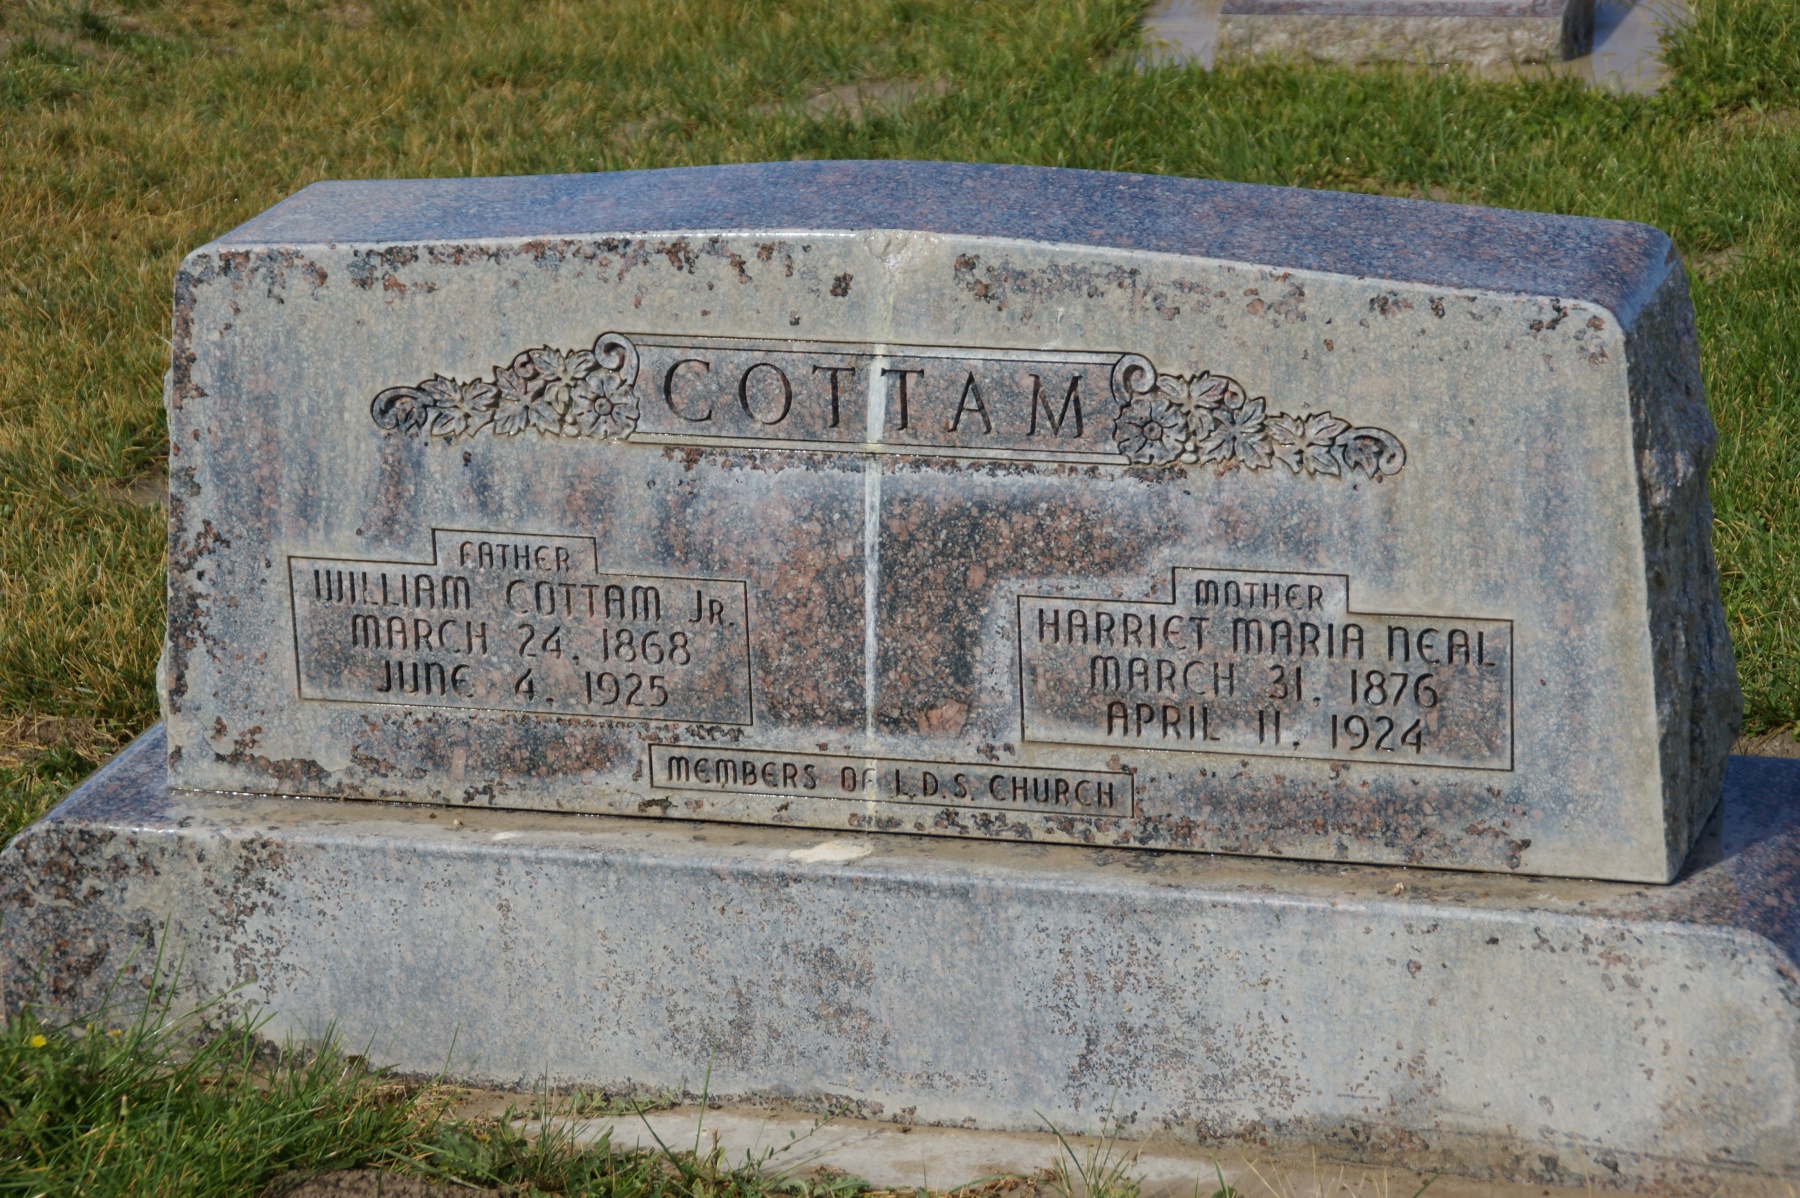 COTTAM
FATHER
WILLIAM COTTAM JR.
MARCH 24, 1868
JUNE 4, 1925
MOTHER
HARRIET MARIA NEAL
MARCH 31, 1876
APRIL 11, 1924
MEMBERS OF L.D.S. CHURCH